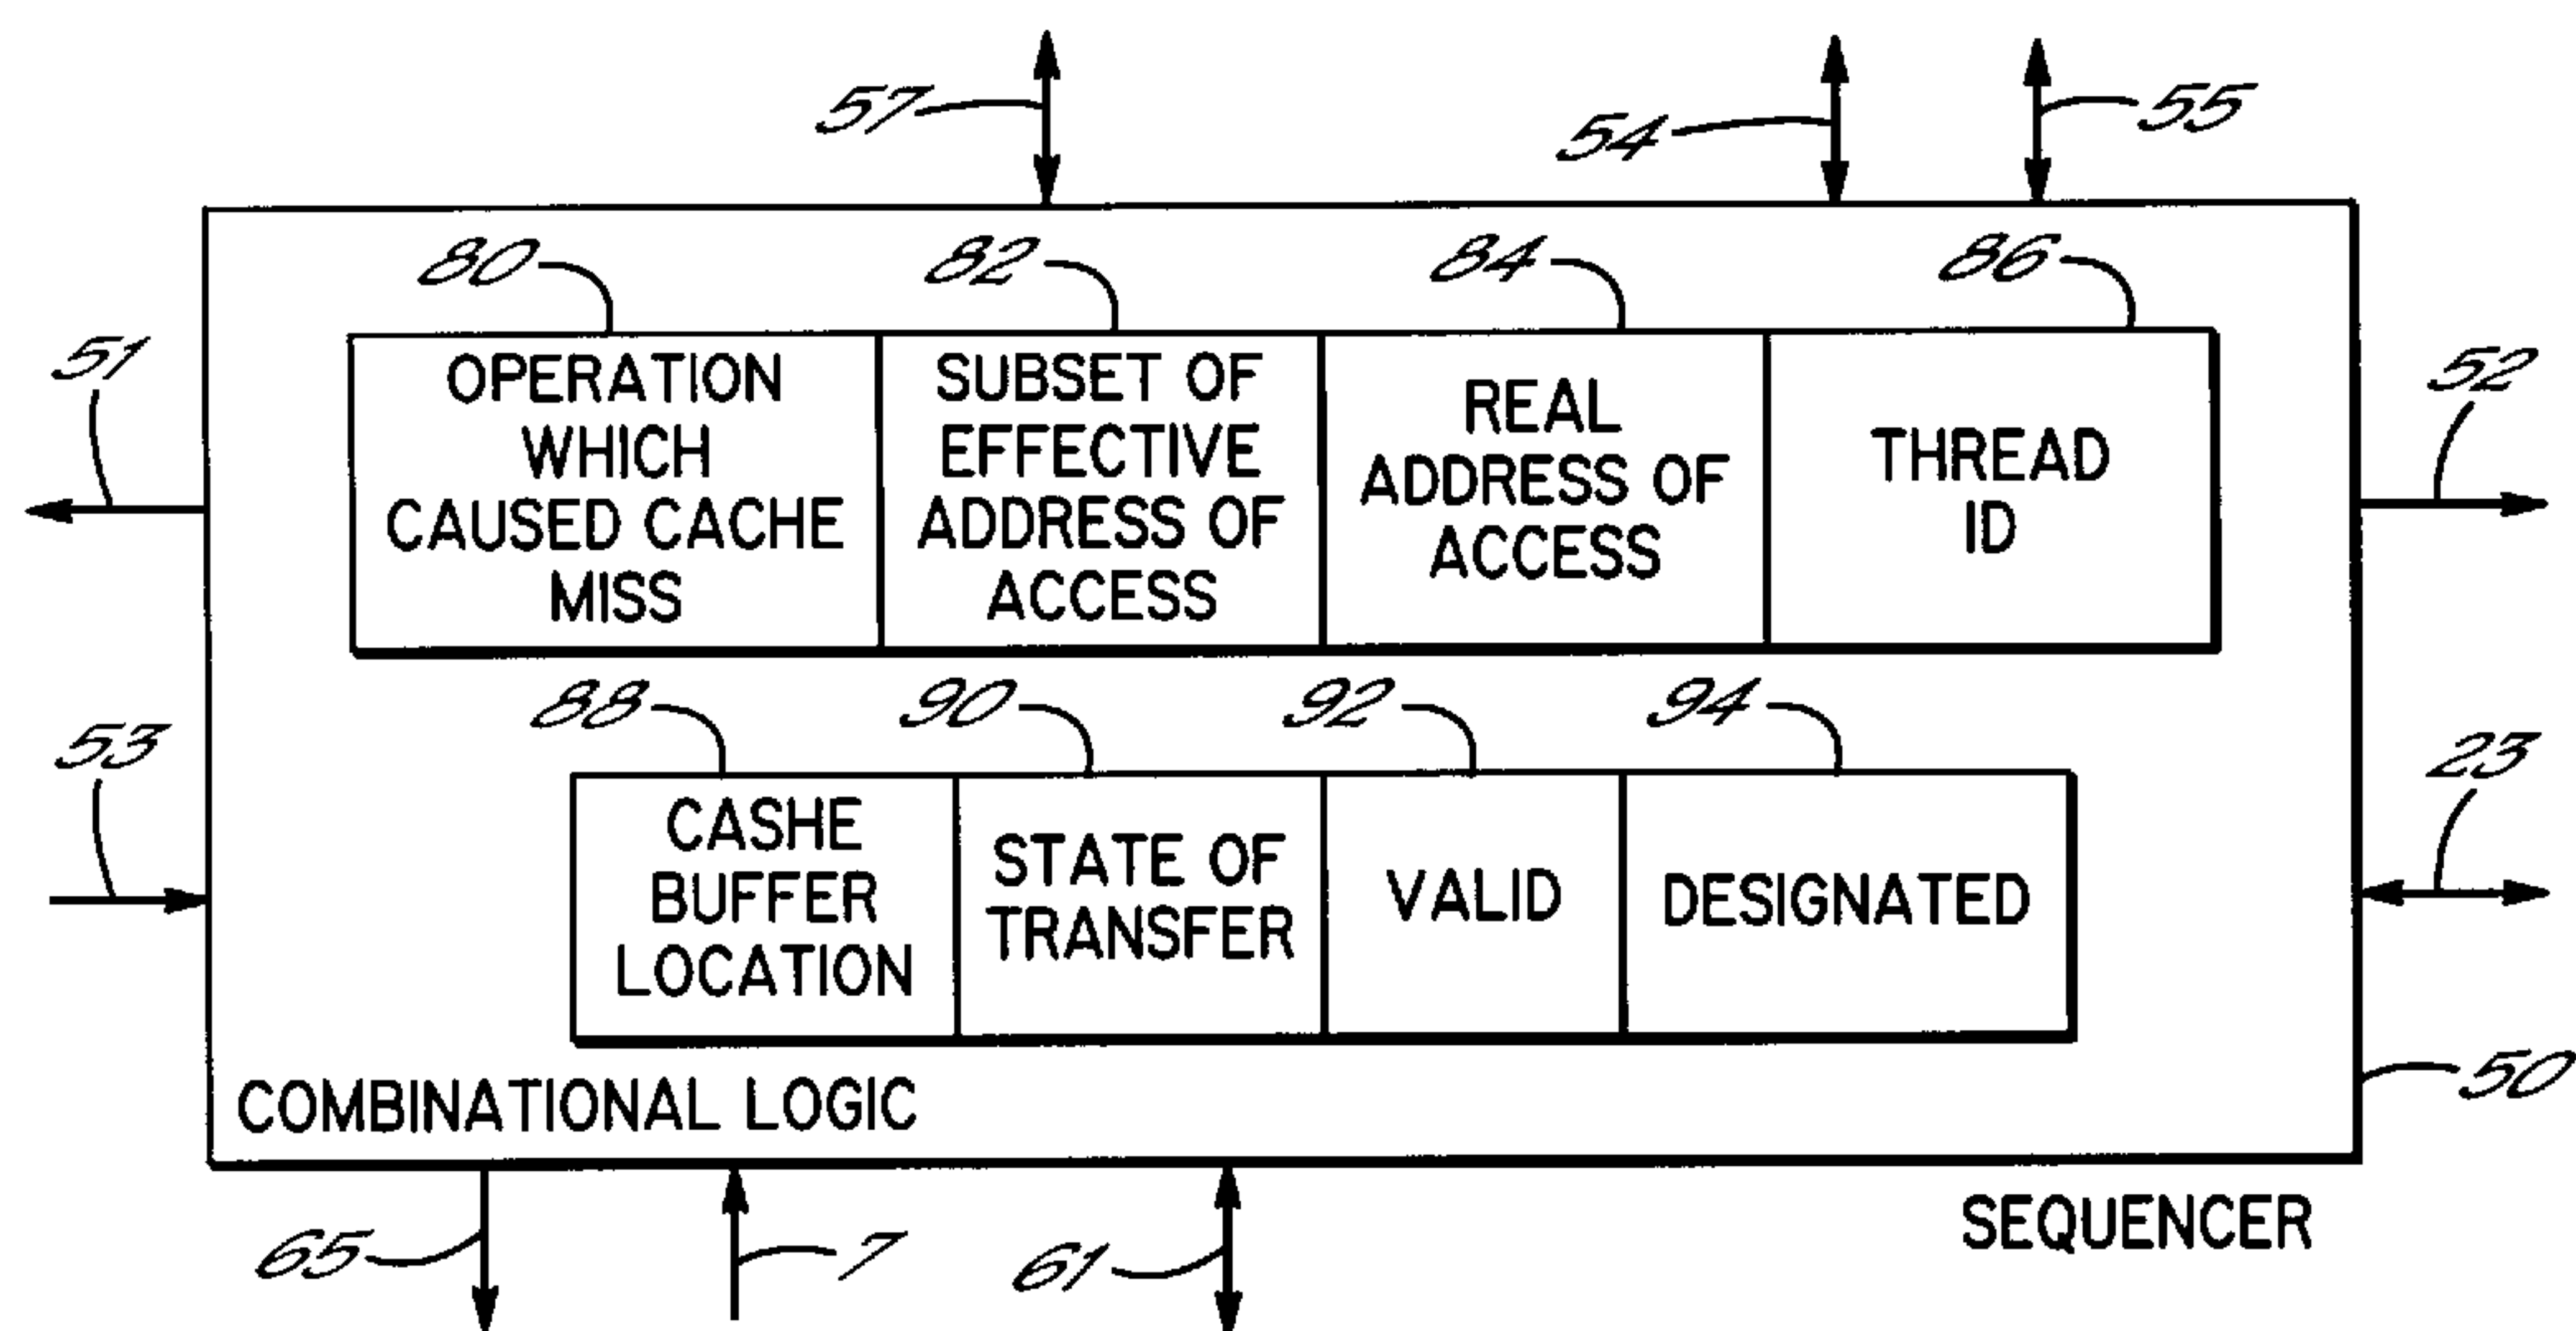 57
54
55
80
82
84
86
51
OPERATION
WHICH
CAUSED CACHE
MISS
SUBSET OF
EFFECTIVE
ADDRESS OF
ACCESS
REAL
ADDRESS OF
ACCESS
THREAD
ID
52
88
90
92
94
53
CASHE
BUFFER
LOCATION
STATE OF
TRANSFER
VALID
DESIGNATED
23
COMBINATIONAL LOGIC
50
65
7
61
SEQUENCER